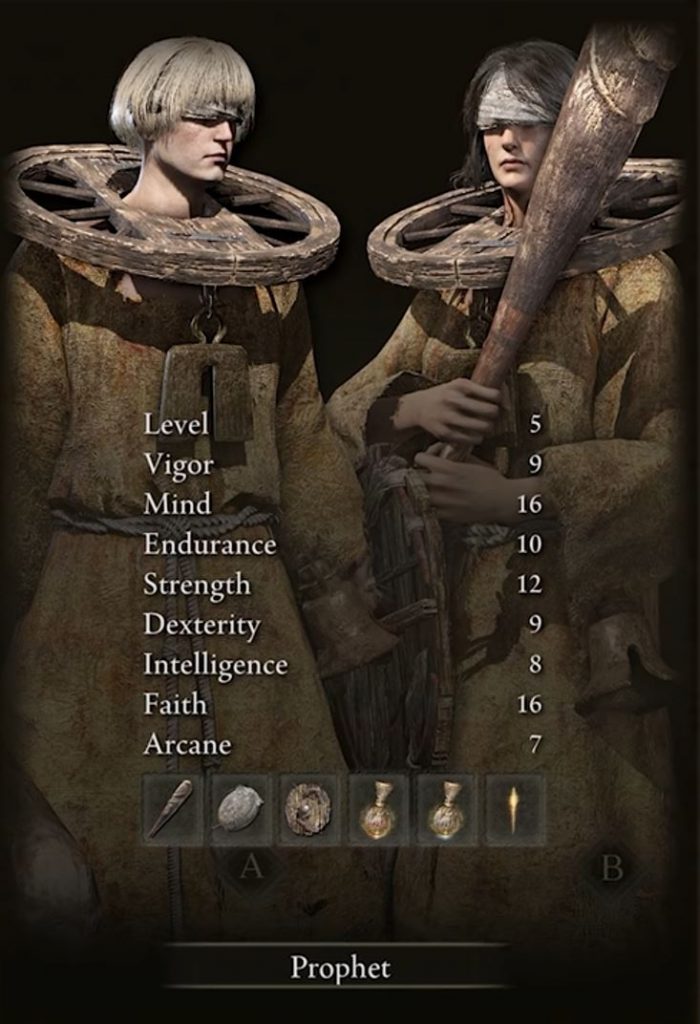 Level 5
Vigor 9
Mind 16
Endurance 10
Strength 12
Dexterity 9
Intelligence 8
Faith 16
Arcane 7
A B
Prophet